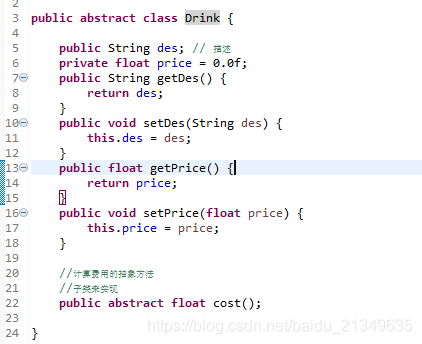 2
3 public abstract class Drink {
4
5 public String des; // 描述
6 private float price = 0.0f;
7 public String getDes() {
8 return des;
9 }
10 public void setDes(String des) {
11 this.des = des;
12 }
13 public float getPrice() {
14 return price;
15 }
16 public void setPrice(float price) {
17 this.price = price;
18 }
19
20 //计算费用的抽象方法
21 //子类来实现
22 public abstract float cost();
23
24 }
https://blog.csdn.net/baidu_21349635